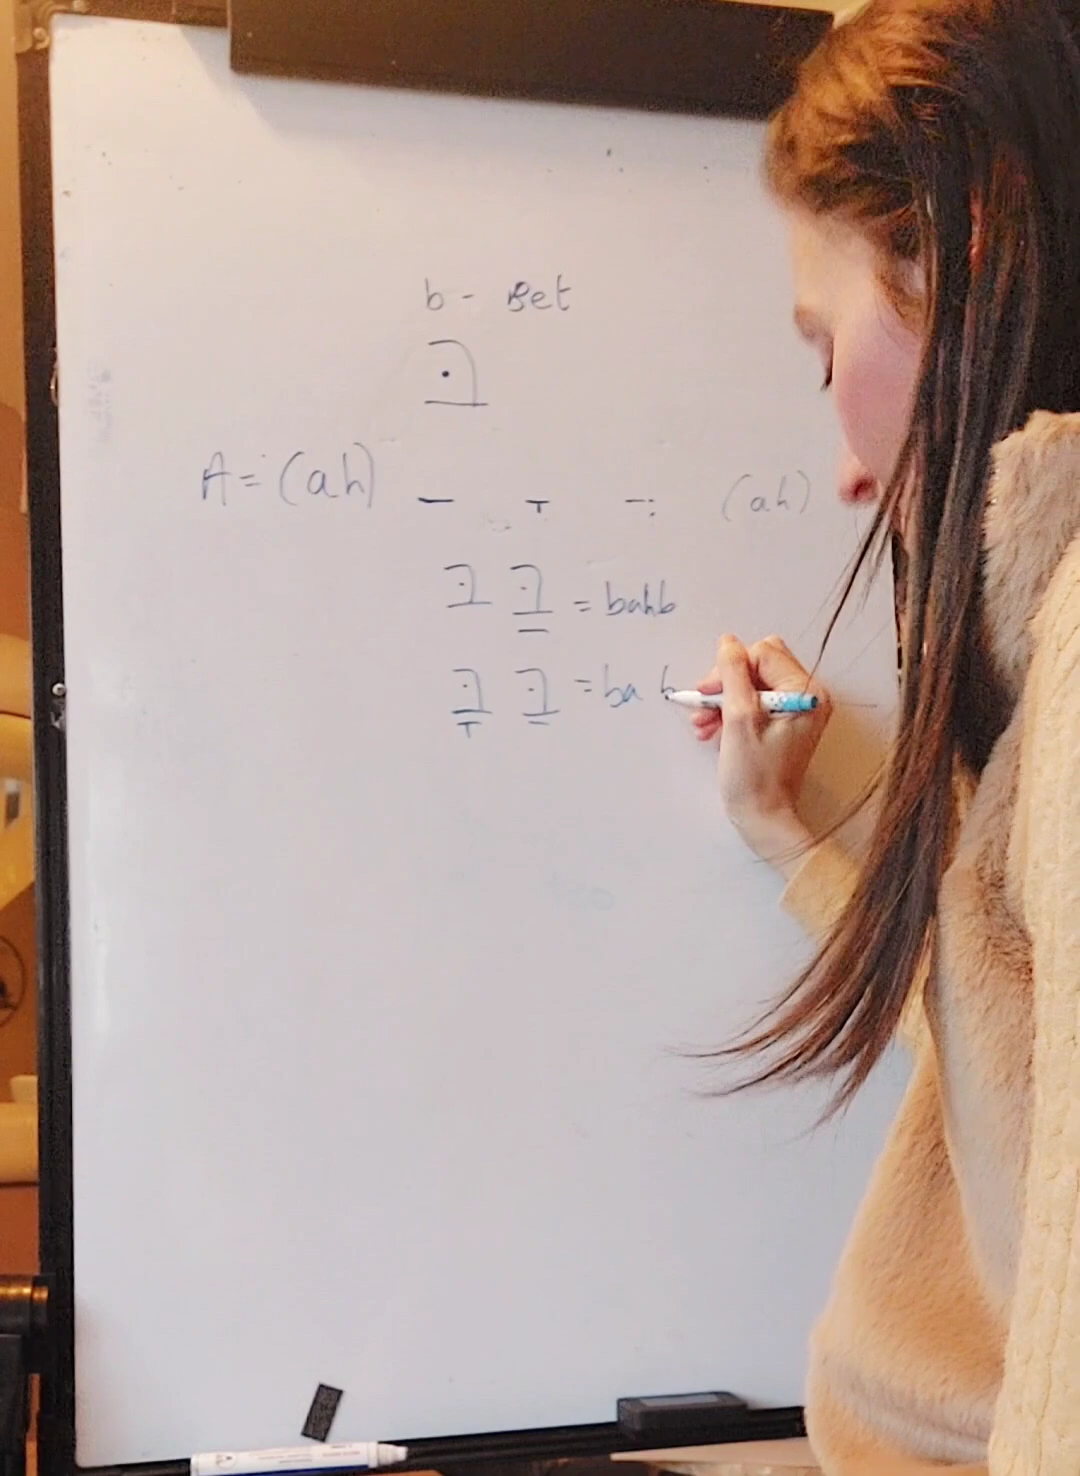 b - Bet
בּ
A = (ah) ַ ָ ֲ (ah)
בּ בַּ = bahb
בָּ בַּ = ba b